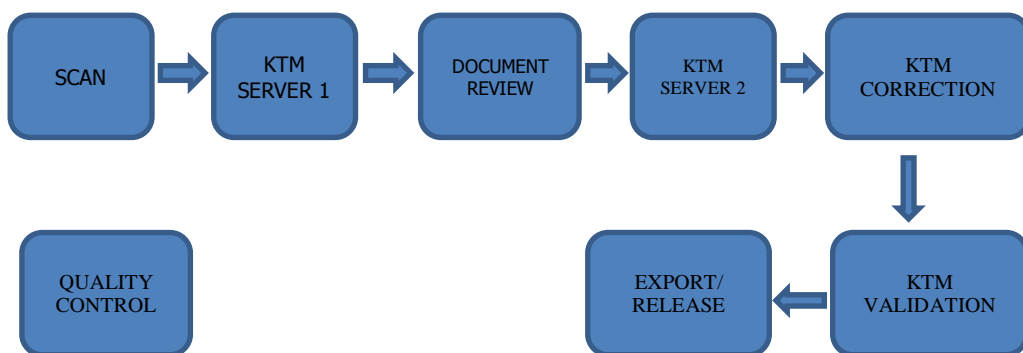 SCAN
KTM
SERVER 1
DOCUMENT
REVIEW
KTM
SERVER 2
KTM
CORRECTION
QUALITY
CONTROL
EXPORT/
RELEASE
KTM
VALIDATION